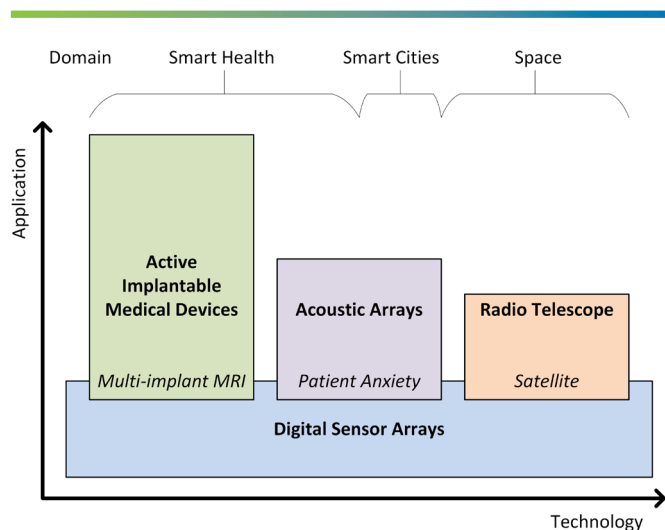 Domain
Smart Health
Smart Cities
Space
Application
Active
Implantable
Medical Devices
Multi-implant MRI
Acoustic Arrays
Patient Anxiety
Radio Telescope
Satellite
Digital Sensor Arrays
Technology